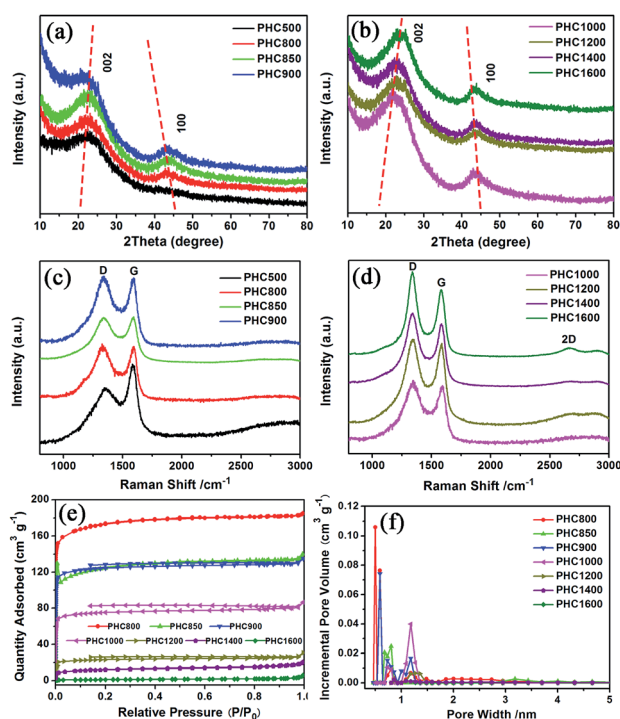 (a)
002
100
PHC500
PHC800
PHC850
PHC900
Intensity (a.u.)
10 20 30 40 50 60 70 80
2Theta (degree)
(b)
002
100
PHC1000
PHC1200
PHC1400
PHC1600
Intensity (a.u.)
10 20 30 40 50 60 70 80
2Theta (degree)
(c)
D
G
PHC500
PHC800
PHC850
PHC900
Intensity (a.u.)
1000 1500 2000 2500 3000
Raman Shift /cm-1
(d)
D
G
2D
PHC1000
PHC1200
PHC1400
PHC1600
Intensity (a.u.)
1000 1500 2000 2500 3000
Raman Shift /cm-1
(e)
Quantity Adsorbed (cm3 g-1)
200
160
120
80
40
0
PHC800 PHC850 PHC900
PHC1000 PHC1200 PHC1400 PHC1600
0.0 0.2 0.4 0.6 0.8 1.0
Relative Pressure (P/P0)
(f)
Incremental Pore Volume (cm3 g-1)
0.12
0.10
0.08
0.06
0.04
0.02
0.00
PHC800
PHC850
PHC900
PHC1000
PHC1200
PHC1400
PHC1600
1 2 3 4 5
Pore Width /nm